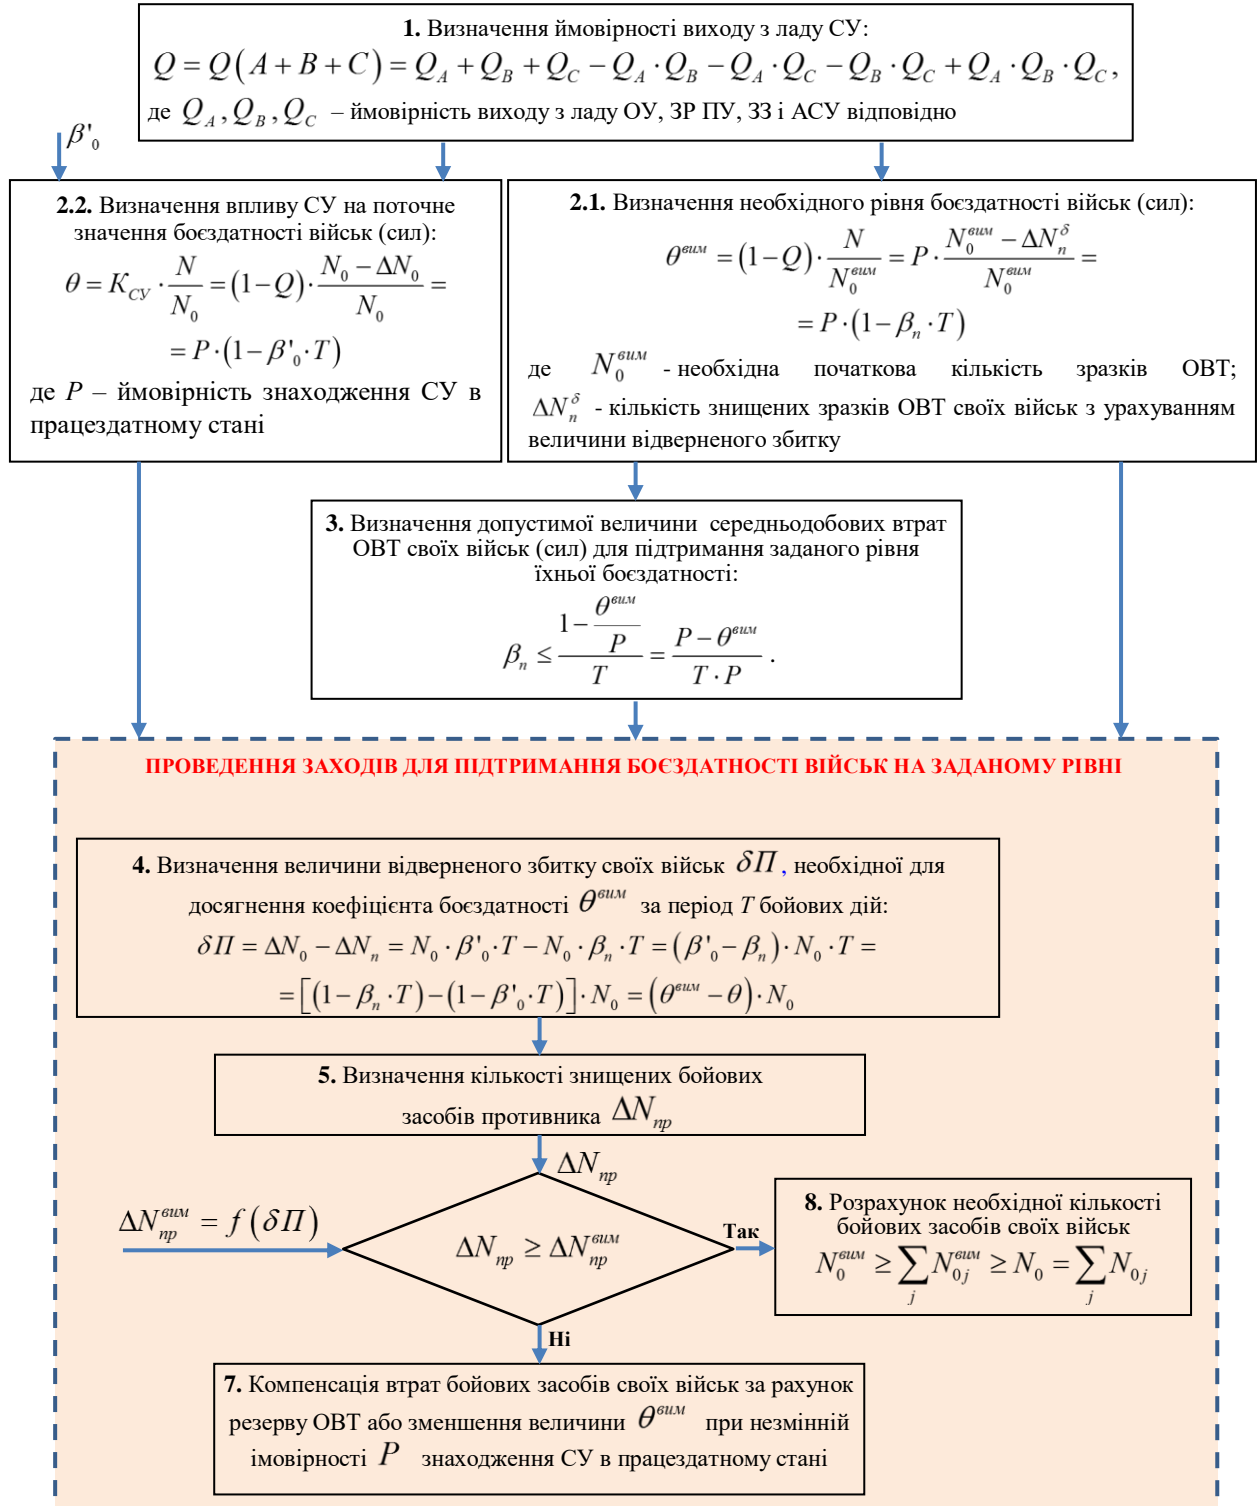 1. Визначення ймовірності виходу з ладу СУ:
Q = Q(A + B + C) = Q_A + Q_B + Q_C − Q_A · Q_B − Q_A · Q_C − Q_B · Q_C + Q_A · Q_B · Q_C,
де Q_A, Q_B, Q_C – ймовірність виходу з ладу ОУ, ЗР ПУ, ЗЗ і АСУ відповідно
β'_0
2.2. Визначення впливу СУ на поточне
значення боєздатності військ (сил):
θ = K_СУ · N/N_0 = (1 − Q) · (N_0 − ΔN_0)/N_0 =
= P · (1 − β'_0 · T)
де P – ймовірність знаходження СУ в
працездатному стані
2.1. Визначення необхідного рівня боєздатності військ (сил):
θ^вим = (1 − Q) · N/N_0^вим = P · (N_0^вим − ΔN_n^δ)/N_0^вим =
= P · (1 − β_n · T)
де N_0^вим - необхідна початкова кількість зразків ОВТ;
ΔN_n^δ - кількість знищених зразків ОВТ своїх військ з урахуванням
величини відверненого збитку
3. Визначення допустимої величини середньодобових втрат
ОВТ своїх військ (сил) для підтримання заданого рівня
їхньої боєздатності:
β_n ≤ (1 − θ^вим/P)/T = (P − θ^вим)/(T · P) .
ПРОВЕДЕННЯ ЗАХОДІВ ДЛЯ ПІДТРИМАННЯ БОЄЗДАТНОСТІ ВІЙСЬК НА ЗАДАНОМУ РІВНІ
4. Визначення величини відверненого збитку своїх військ δП, необхідної для
досягнення коефіцієнта боєздатності θ^вим за період T бойових дій:
δП = ΔN_0 − ΔN_n = N_0 · β'_0 · T − N_0 · β_n · T = (β'_0 − β_n) · N_0 · T =
= [(1 − β_n · T) − (1 − β'_0 · T)] · N_0 = (θ^вим − θ) · N_0
5. Визначення кількості знищених бойових
засобів противника ΔN_пр
ΔN_пр
ΔN_пр^вим = f(δП)
ΔN_пр ≥ ΔN_пр^вим
Так
8. Розрахунок необхідної кількості
бойових засобів своїх військ
N_0^вим ≥ ∑_j N_0j^вим ≥ N_0 = ∑_j N_0j
Ні
7. Компенсація втрат бойових засобів своїх військ за рахунок
резерву ОВТ або зменшення величини θ^вим при незмінній
імовірності P знаходження СУ в працездатному стані